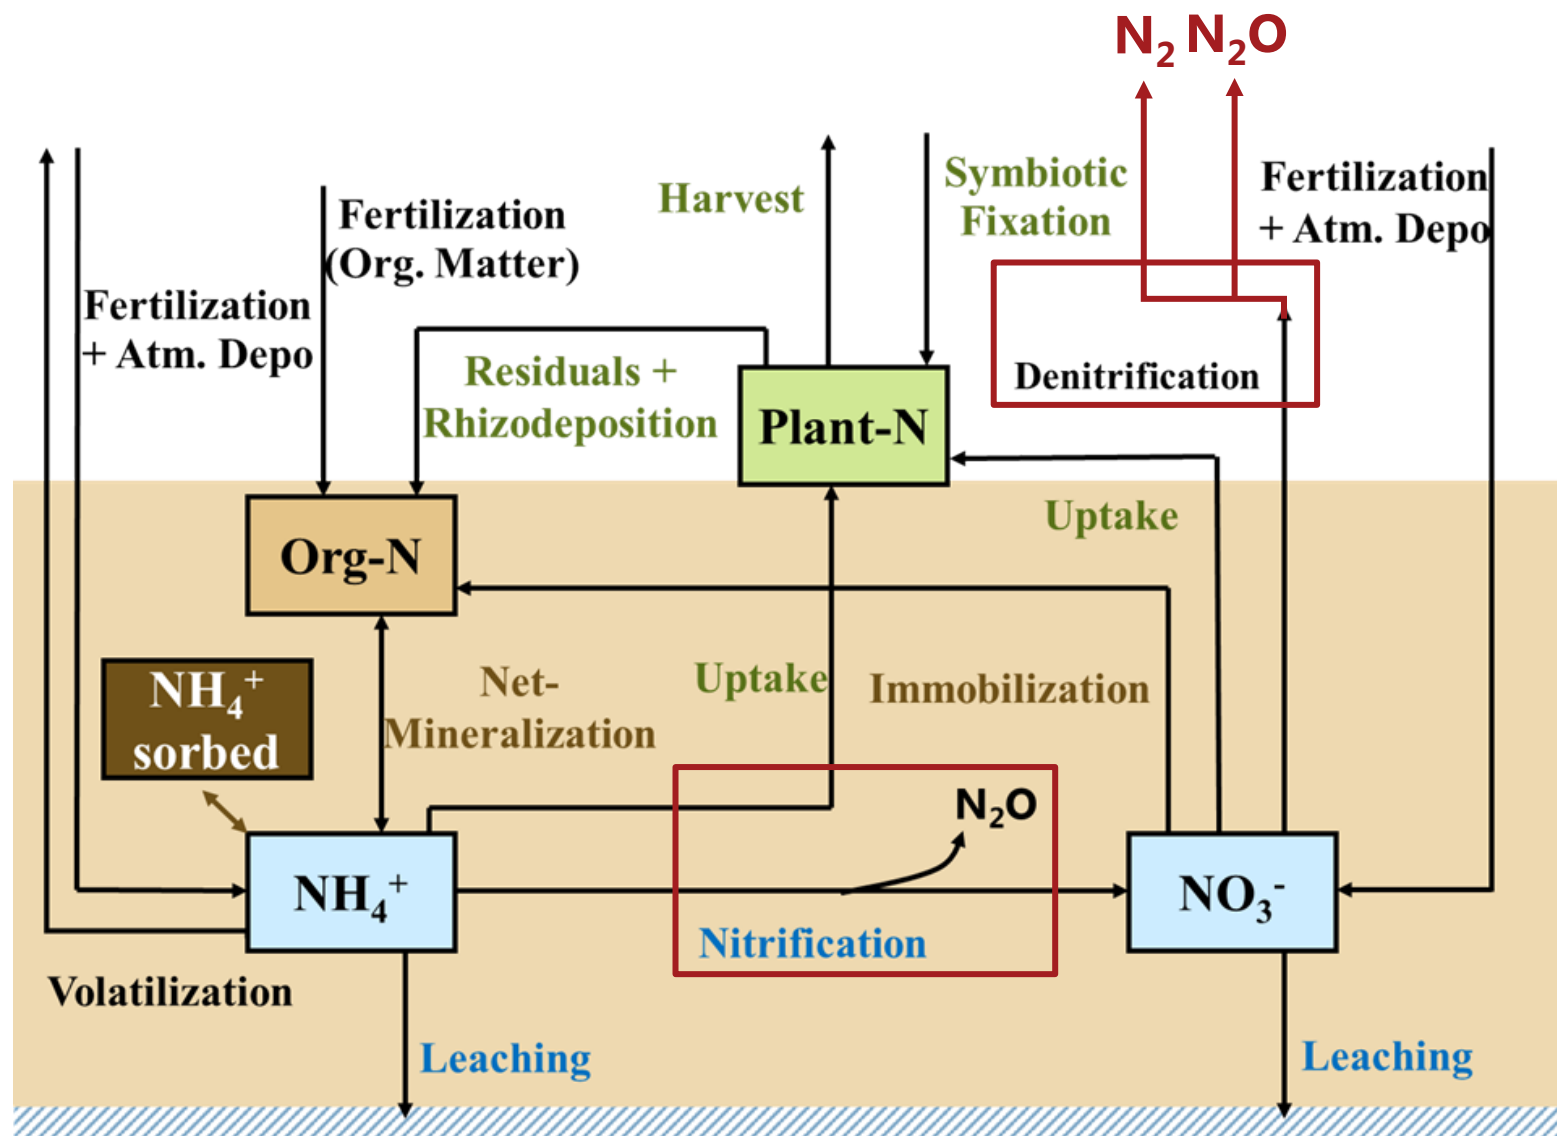 N₂ N₂O
Symbiotic
Fixation
Harvest
Fertilization
+ Atm. Depo
Fertilization
(Org. Matter)
Fertilization
+ Atm. Depo
Residuals +
Rhizodeposition
Denitrification
Plant-N
Uptake
Org-N
NH₄⁺
sorbed
Net-
Mineralization
Uptake
Immobilization
N₂O
NH₄⁺
NO₃⁻
Nitrification
Volatilization
Leaching
Leaching